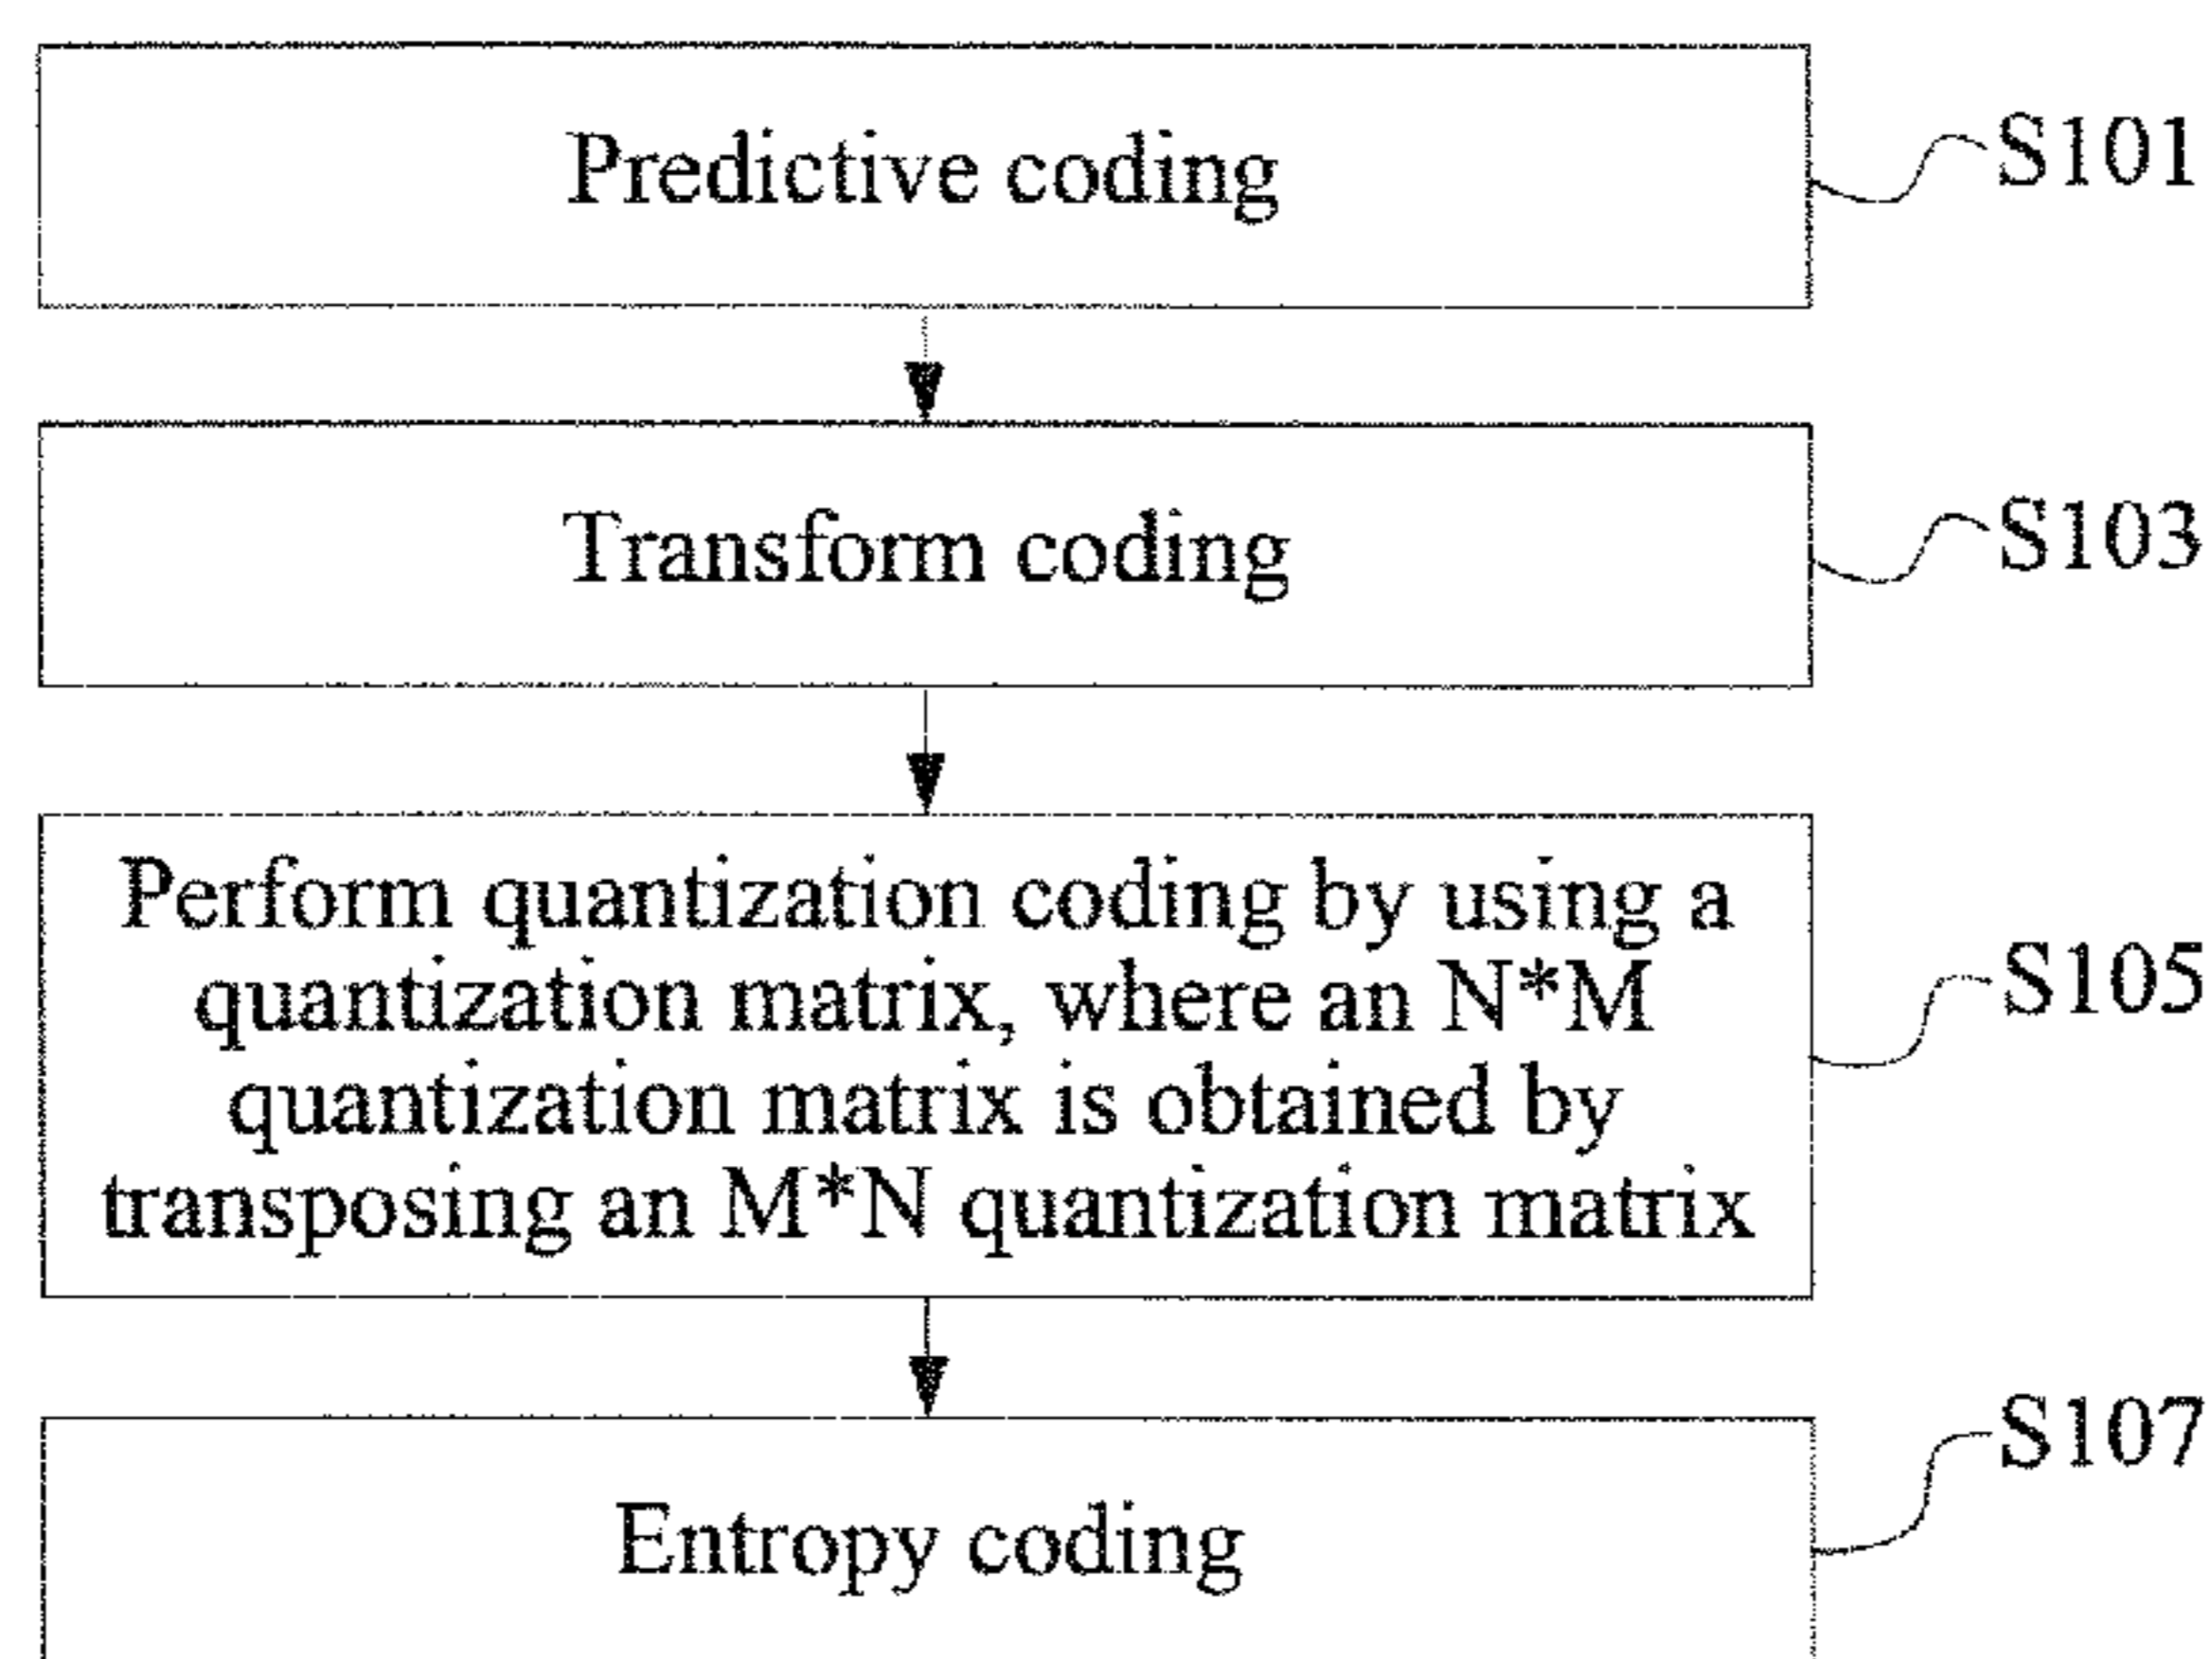 Predictive coding
S101
Transform coding
S103
Perform quantization coding by using a
quantization matrix, where an N*M
quantization matrix is obtained by
transposing an M*N quantization matrix
S105
Entropy coding
S107